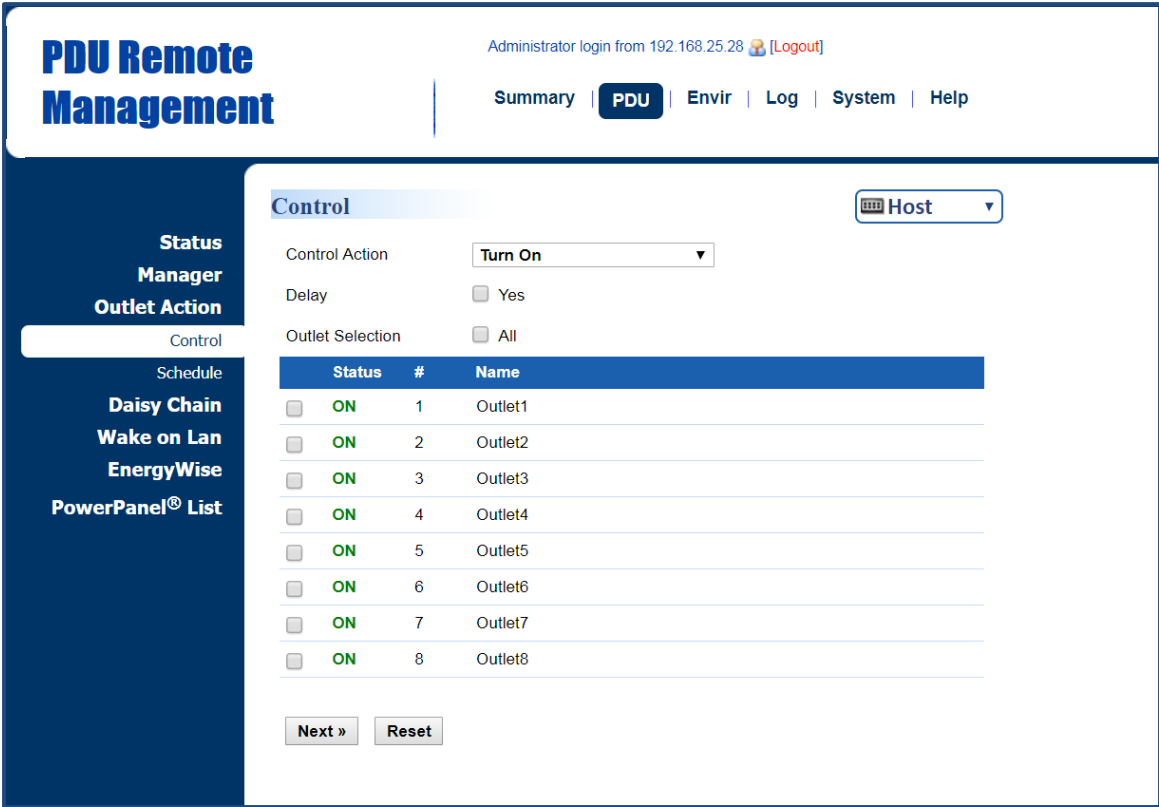 PDU Remote
Management
Administrator login from 192.168.25.28 [Logout]
Summary | PDU | Envir | Log | System | Help
Control
Host
Status
Manager
Outlet Action
Control
Schedule
Daisy Chain
Wake on Lan
EnergyWise
PowerPanel® List
Control Action Turn On
Delay Yes
Outlet Selection All
Status # Name
ON 1 Outlet1
ON 2 Outlet2
ON 3 Outlet3
ON 4 Outlet4
ON 5 Outlet5
ON 6 Outlet6
ON 7 Outlet7
ON 8 Outlet8
Next » Reset